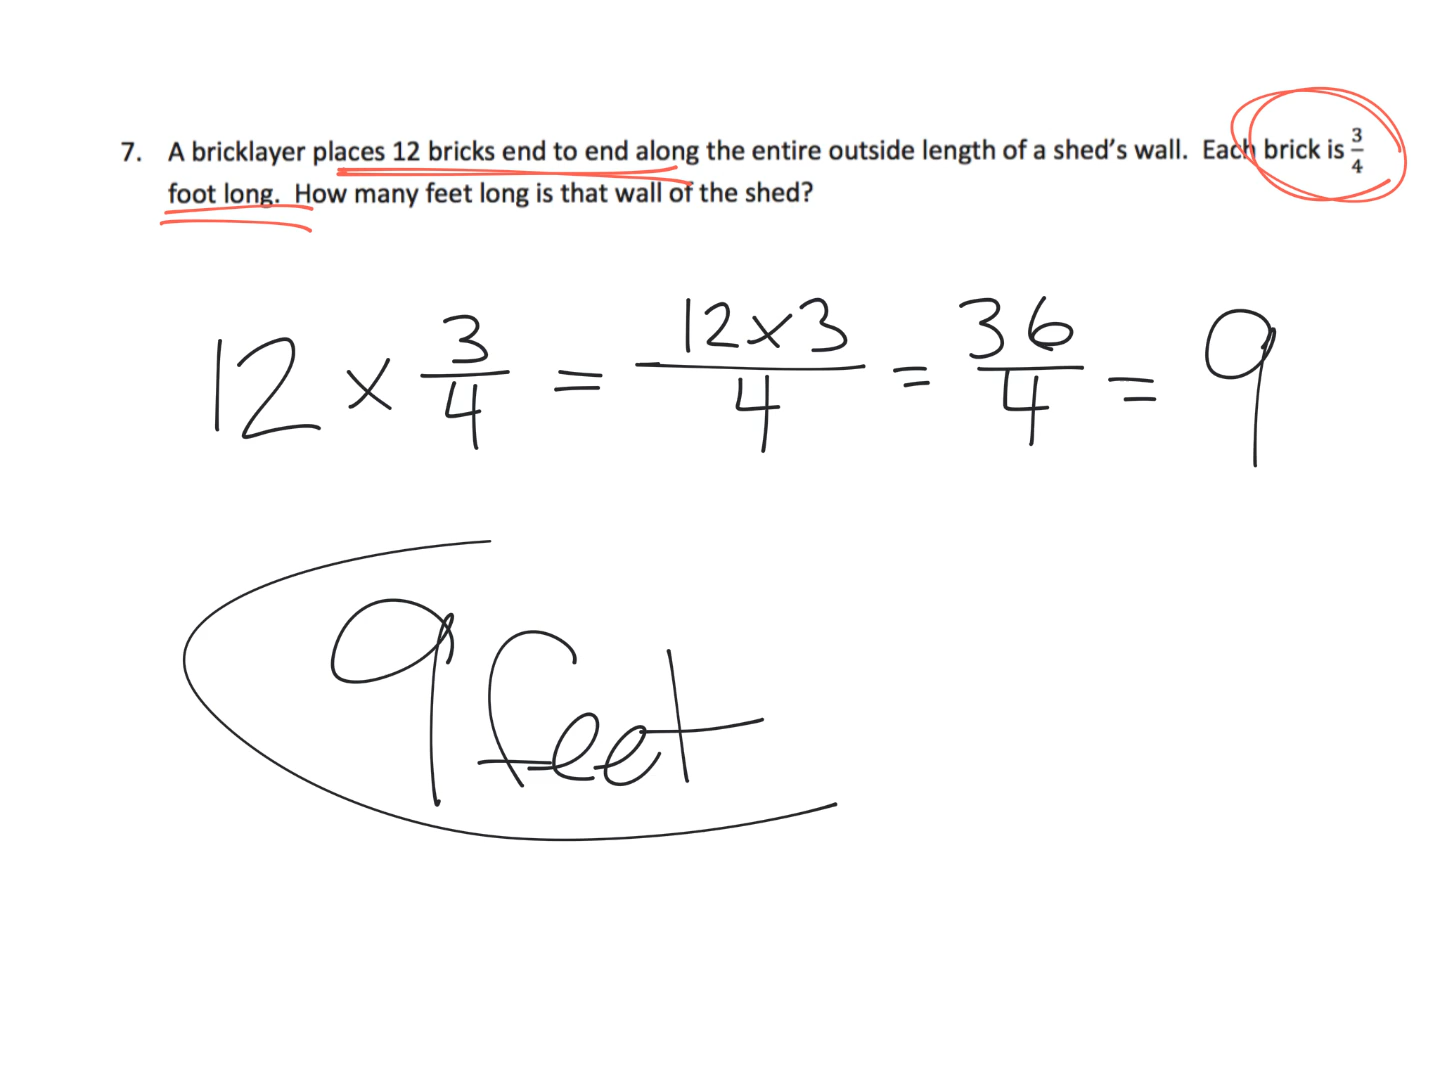 7. A bricklayer places 12 bricks end to end along the entire outside length of a shed's wall. Each brick is 3/4
foot long. How many feet long is that wall of the shed?
12 × 3/4 = 12×3/4 = 36/4 = 9
9 feet